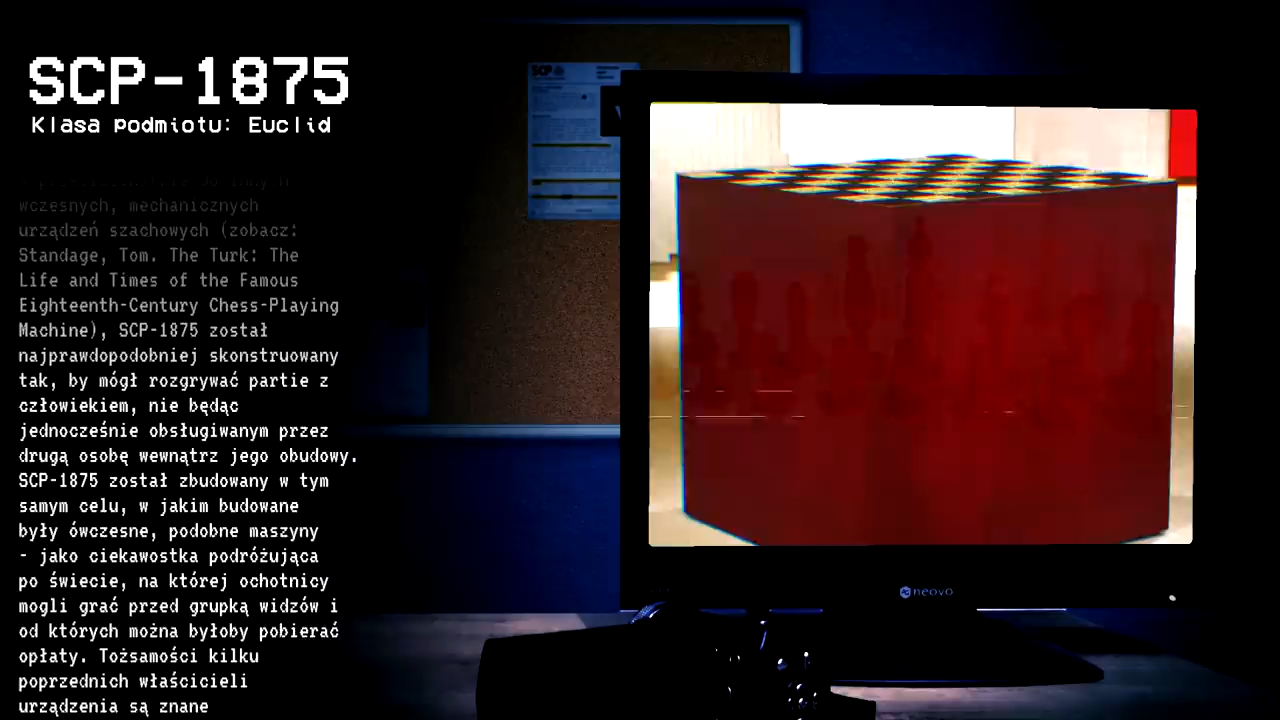 SCP-1875
Klasa podmiotu: Euclid
do innych
wczesnych, mechanicznych
urządzeń szachowych (zobacz:
Standage, Tom. The Turk: The
Life and Times of the Famous
Eighteenth-Century Chess-Playing
Machine), SCP-1875 został
najprawdopodobniej skonstruowany
tak, by mógł rozgrywać partie z
człowiekiem, nie będąc
jednocześnie obsługiwanym przez
drugą osobę wewnątrz jego obudowy.
SCP-1875 został zbudowany w tym
samym celu, w jakim budowane
były ówczesne, podobne maszyny
- jako ciekawostka podróżująca
po świecie, na której ochotnicy
mogli grać przed grupką widzów i
od których można byłoby pobierać
opłaty. Tożsamości kilku
poprzednich właścicieli
urządzenia są znane
SCP
neovo